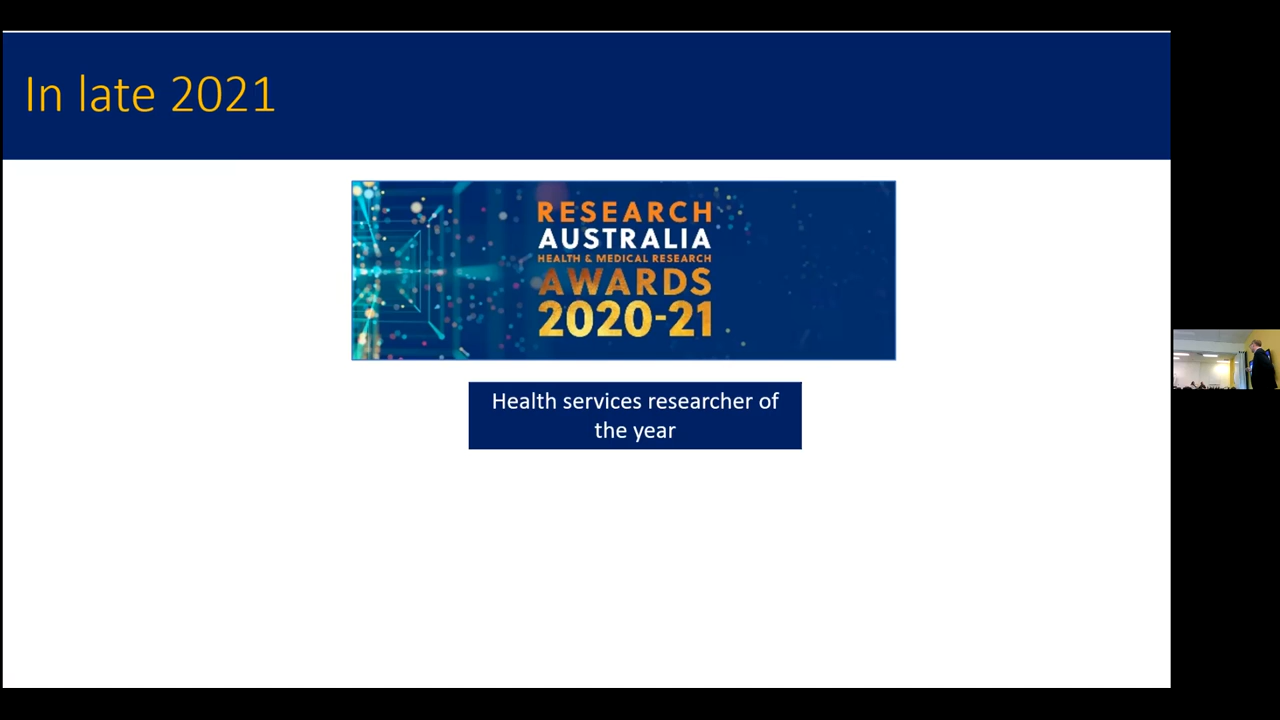 In late 2021
RESEARCH
AUSTRALIA
HEALTH & MEDICAL RESEARCH
AWARDS
2020-21
Health services researcher of
the year